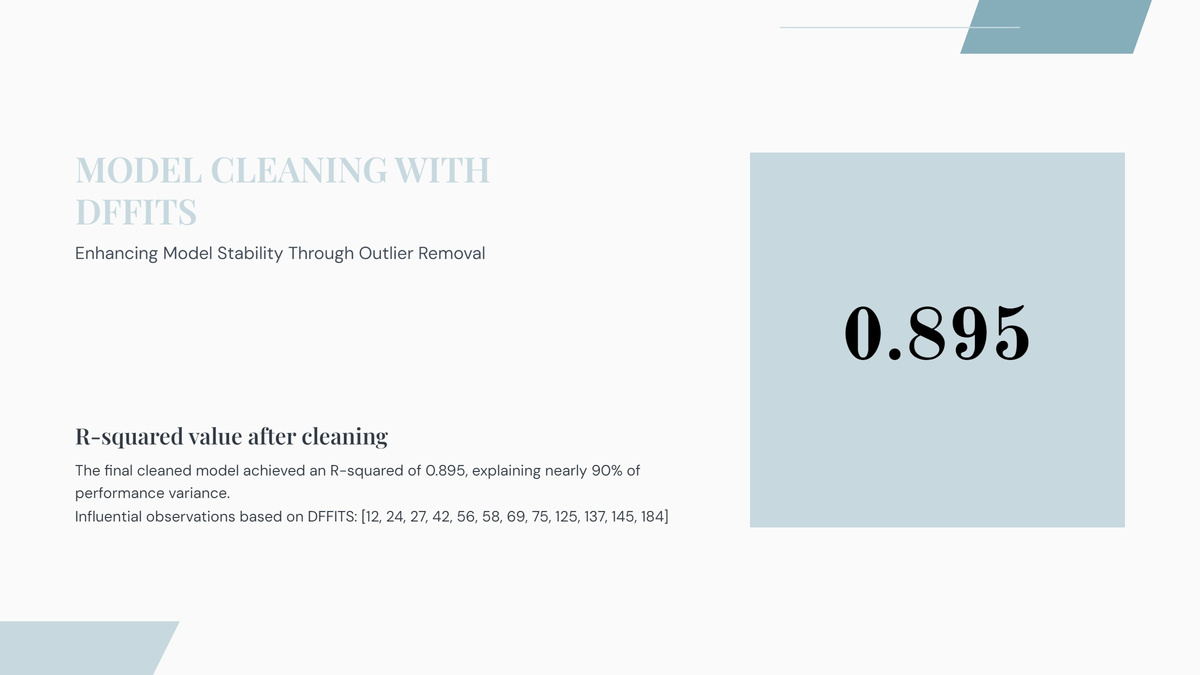 MODEL CLEANING WITH
DFFITS
Enhancing Model Stability Through Outlier Removal
0.895
R-squared value after cleaning
The final cleaned model achieved an R-squared of 0.895, explaining nearly 90% of
performance variance.
Influential observations based on DFFITS: [12, 24, 27, 42, 56, 58, 69, 75, 125, 137, 145, 184]